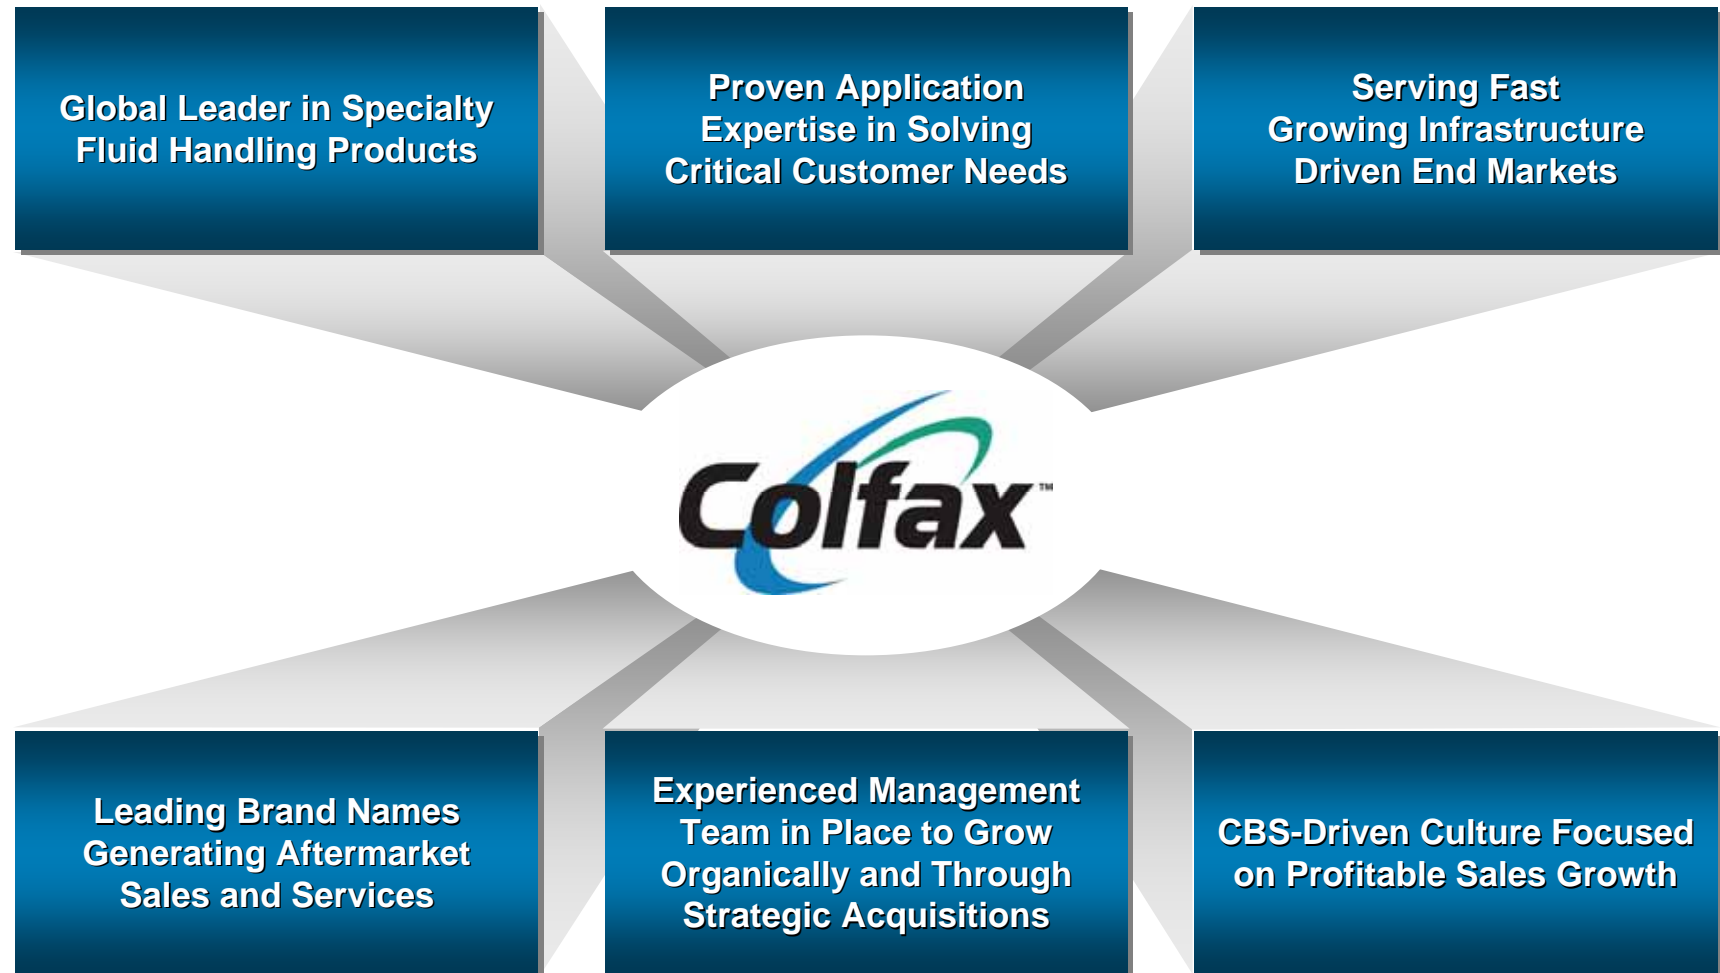 Global Leader in Specialty
Fluid Handling Products
Proven Application
Expertise in Solving
Critical Customer Needs
Serving Fast
Growing Infrastructure
Driven End Markets
Colfax™
Leading Brand Names
Generating Aftermarket
Sales and Services
Experienced Management
Team in Place to Grow
Organically and Through
Strategic Acquisitions
CBS-Driven Culture Focused
on Profitable Sales Growth